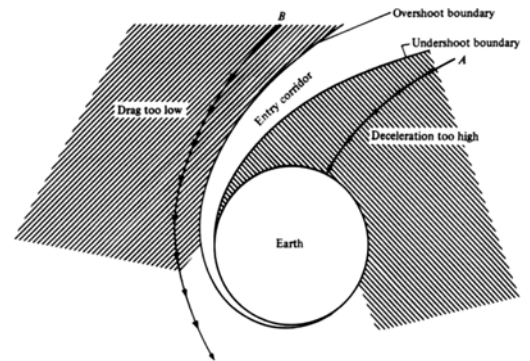 B
Overshoot boundary
Undershoot boundary
A
Entry corridor
Drag too low
Deceleration too high
Earth